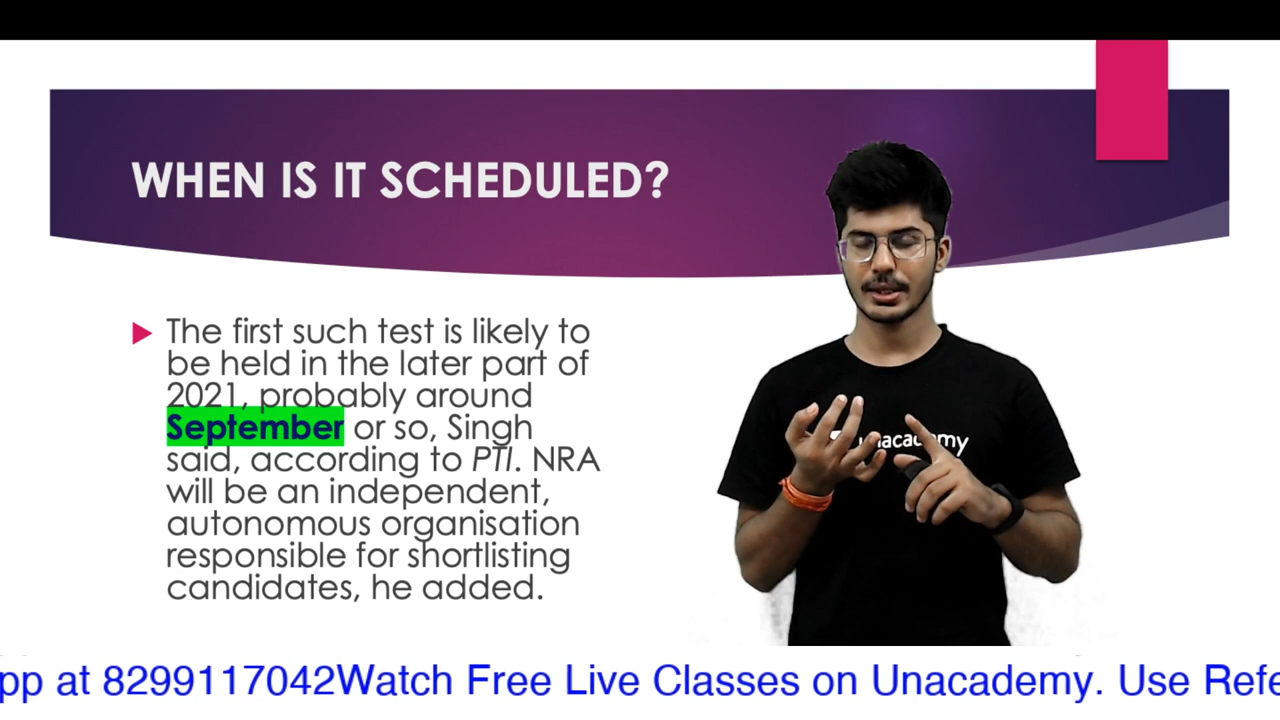 WHEN IS IT SCHEDULED?
The first such test is likely to
be held in the later part of
2021, probably around
September or so, Singh
said, according to PTI. NRA
will be an independent,
autonomous organisation
responsible for shortlisting
candidates, he added.
unacademy
pp at 8299117042Watch Free Live Classes on Unacademy. Use Refe